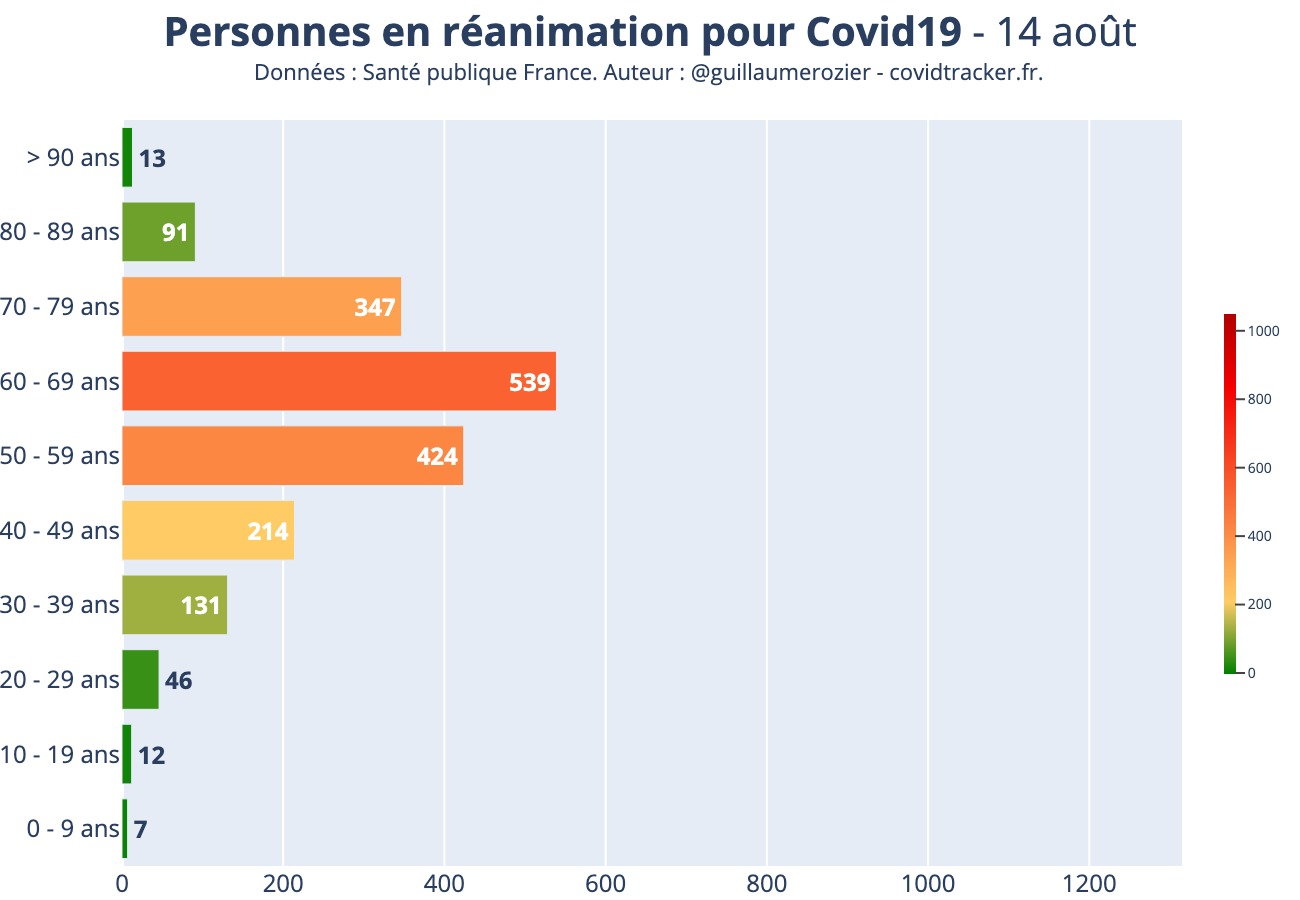 Personnes en réanimation pour Covid19 - 14 août
Données : Santé publique France. Auteur : @guillaumerozier - covidtracker.fr.
> 90 ans 13
80 - 89 ans 91
70 - 79 ans 347
60 - 69 ans 539
50 - 59 ans 424
40 - 49 ans 214
30 - 39 ans 131
20 - 29 ans 46
10 - 19 ans 12
0 - 9 ans 7
0 200 400 600 800 1000 1200
1000
800
600
400
200
0